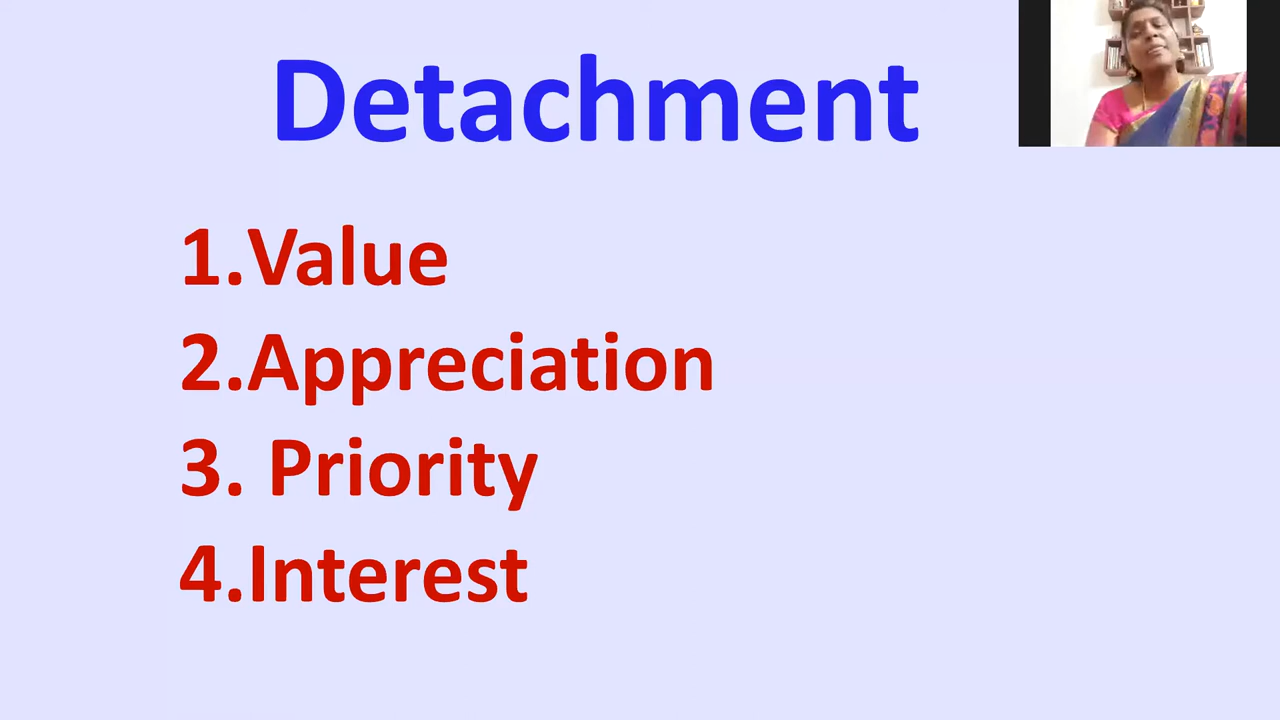 Detachment
1.Value
2.Appreciation
3. Priority
4.Interest